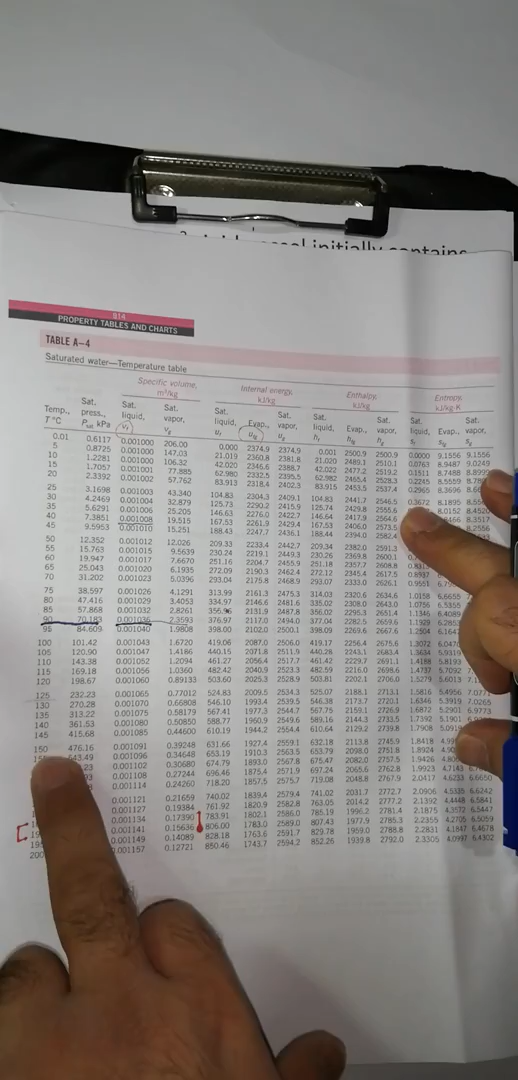 initially contains
914
PROPERTY TABLES AND CHARTS
TABLE A–4
Saturated water—Temperature table
Specific volume, m³/kg Internal energy, kJ/kg Enthalpy, kJ/kg Entropy, kJ/kg·K
Temp., T °C Sat. press., Psat kPa Sat. liquid, vf Sat. vapor, vg Sat. liquid, uf Evap., ufg Sat. vapor, ug Sat. liquid, hf Evap., hfg Sat. vapor, hg Sat. liquid, sf Evap., sfg Sat. vapor, sg
0.01 0.6117 0.001000 206.00 0.000 2374.9 2374.9 0.001 2500.9 2500.9 0.0000 9.1556 9.1556
5 0.8725 0.001000 147.03 21.019 2360.8 2381.8 21.020 2489.1 2510.1 0.0763 8.9487 9.0249
10 1.2281 0.001000 106.32 42.020 2346.6 2388.7 42.022 2477.2 2519.2 0.1511 8.7488 8.8999
15 1.7057 0.001001 77.885 62.980 2332.5 2395.5 62.982 2465.4 2528.3 0.2245 8.5559
20 2.3392 0.001002 57.762 83.913 2318.4 2402.3 83.915 2453.5 2537.4 0.2965 8.3696
25 3.1698 0.001003 43.340 104.83 2304.3 2409.1 104.83 2441.7 2546.5 0.3672 8.1895
30 4.2469 0.001004 32.879 125.73 2290.2 2415.9 125.74 2429.8 2555.6 8.0152 8.4520
35 5.6291 0.001006 25.205 146.63 2276.0 2422.7 146.64 2417.9 2564.6 8.3517
40 7.3851 0.001008 19.515 167.53 2261.9 2429.4 167.53 2406.0 2573.5 8.2556
45 9.5953 0.001010 15.251 188.43 2247.7 2436.1 188.44 2394.0 2582.4
50 12.352 0.001012 12.026 209.33 2233.4 2442.7 209.34 2382.0 2591.3
55 15.763 0.001015 9.5639 230.24 2219.1 2449.3 230.26 2369.8 2600.1
60 19.947 0.001017 7.6670 251.16 2204.7 2455.9 251.18 2357.7 2608.8
65 25.043 0.001020 6.1935 272.09 2190.3 2462.4 272.12 2345.4 2617.5 0.8937
70 31.202 0.001023 5.0396 293.04 2175.8 2468.9 293.07 2333.0 2626.1 0.9551
75 38.597 0.001026 4.1291 313.99 2161.3 2475.3 314.03 2320.6 2634.6 1.0158 6.6655
80 47.416 0.001029 3.4053 334.97 2146.6 2481.6 335.02 2308.0 2643.0 1.0756 6.5355
85 57.868 0.001032 2.8261 355.96 2131.9 2487.8 356.02 2295.3 2651.4 1.1346 6.4089
90 70.183 0.001036 2.3593 376.97 2117.0 2494.0 377.04 2282.5 2659.6 1.1929 6.2853
95 84.609 0.001040 1.9808 398.00 2102.0 2500.1 398.09 2269.6 2667.6 1.2504 6.1647
100 101.42 0.001043 1.6720 419.06 2087.0 2506.0 419.17 2256.4 2675.6 1.3072 6.0470
105 120.90 0.001047 1.4186 440.15 2071.8 2511.9 440.28 2243.1 2683.4 1.3634 5.9319
110 143.38 0.001052 1.2094 461.27 2056.4 2517.7 461.42 2229.7 2691.1 1.4188 5.8193
115 169.18 0.001056 1.0360 482.42 2040.9 2523.3 482.59 2216.0 2698.6 1.4737 5.7092
120 198.67 0.001060 0.89133 503.60 2025.3 2528.9 503.81 2202.1 2706.0 1.5279 5.6013
125 232.23 0.001065 0.77012 524.83 2009.5 2534.3 525.07 2188.1 2713.1 1.5816 5.4956 7.0771
130 270.28 0.001070 0.66808 546.10 1993.4 2539.5 546.38 2173.7 2720.1 1.6346 5.3919 7.0265
135 313.22 0.001075 0.58179 567.41 1977.3 2544.7 567.75 2159.1 2726.9 1.6872 5.2901 6.9773
140 361.53 0.001080 0.50850 588.77 1960.9 2549.6 589.16 2144.3 2733.5 1.7392 5.1901
145 415.68 0.001085 0.44600 610.19 1944.2 2554.4 610.64 2129.2 2739.8 1.7908
150 476.16 0.001091 0.39248 631.66 1927.4 2559.1 632.18 2113.8 2745.9 1.8418
543.49 0.001096 0.34648 653.19 1910.3 2563.5 653.79 2098.0 2751.8 1.8924
0.001102 0.30680 674.79 1893.0 2567.8 675.47 2082.0 2757.5 1.9426
0.001108 0.27244 696.46 1875.4 2571.9 697.24 2065.6 2762.8 1.9923
0.001114 0.24260 718.20 1857.5 2575.7 719.08 2048.8 2767.9 2.0417 4.6233 6.6650
0.001121 0.21659 740.02 1839.4 2579.4 741.02 2031.7 2772.7 2.0906 4.5335 6.6242
0.001127 0.19384 761.92 1820.9 2582.8 763.05 2014.2 2777.2 2.1392 4.4448 6.5841
0.001134 0.17390 783.91 1802.1 2586.0 785.19 1996.2 2781.4 2.1875 4.3572 6.5447
0.001141 0.15636 806.00 1783.0 2589.0 807.43 1977.9 2785.3 2.2355 4.2705 6.5059
0.001149 0.14089 828.18 1763.6 2591.7 829.78 1959.0 2788.8 2.2831 4.1847 6.4678
200 0.001157 0.12721 850.46 1743.7 2594.2 852.26 1939.8 2792.0 2.3305 4.0997 6.4302